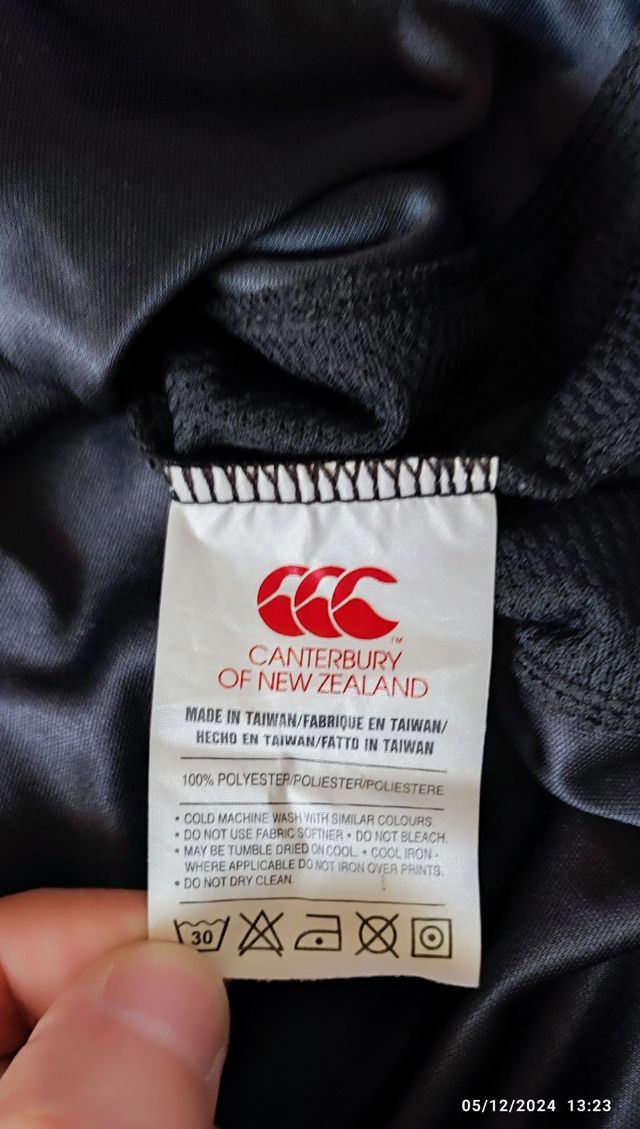 CANTERBURY
OF NEW ZEALAND
MADE IN TAIWAN/FABRIQUE EN TAIWAN/
HECHO EN TAIWAN/FATTO IN TAIWAN
100% POLYESTER/POLIESTER/POLIESTERE
• COLD MACHINE WASH WITH SIMILAR COLOURS.
• DO NOT USE FABRIC SOFTNER • DO NOT BLEACH.
• MAY BE TUMBLE DRIED ON COOL. • COOL IRON -
WHERE APPLICABLE DO NOT IRON OVER PRINTS.
• DO NOT DRY CLEAN.
30
05/12/2024 13:23